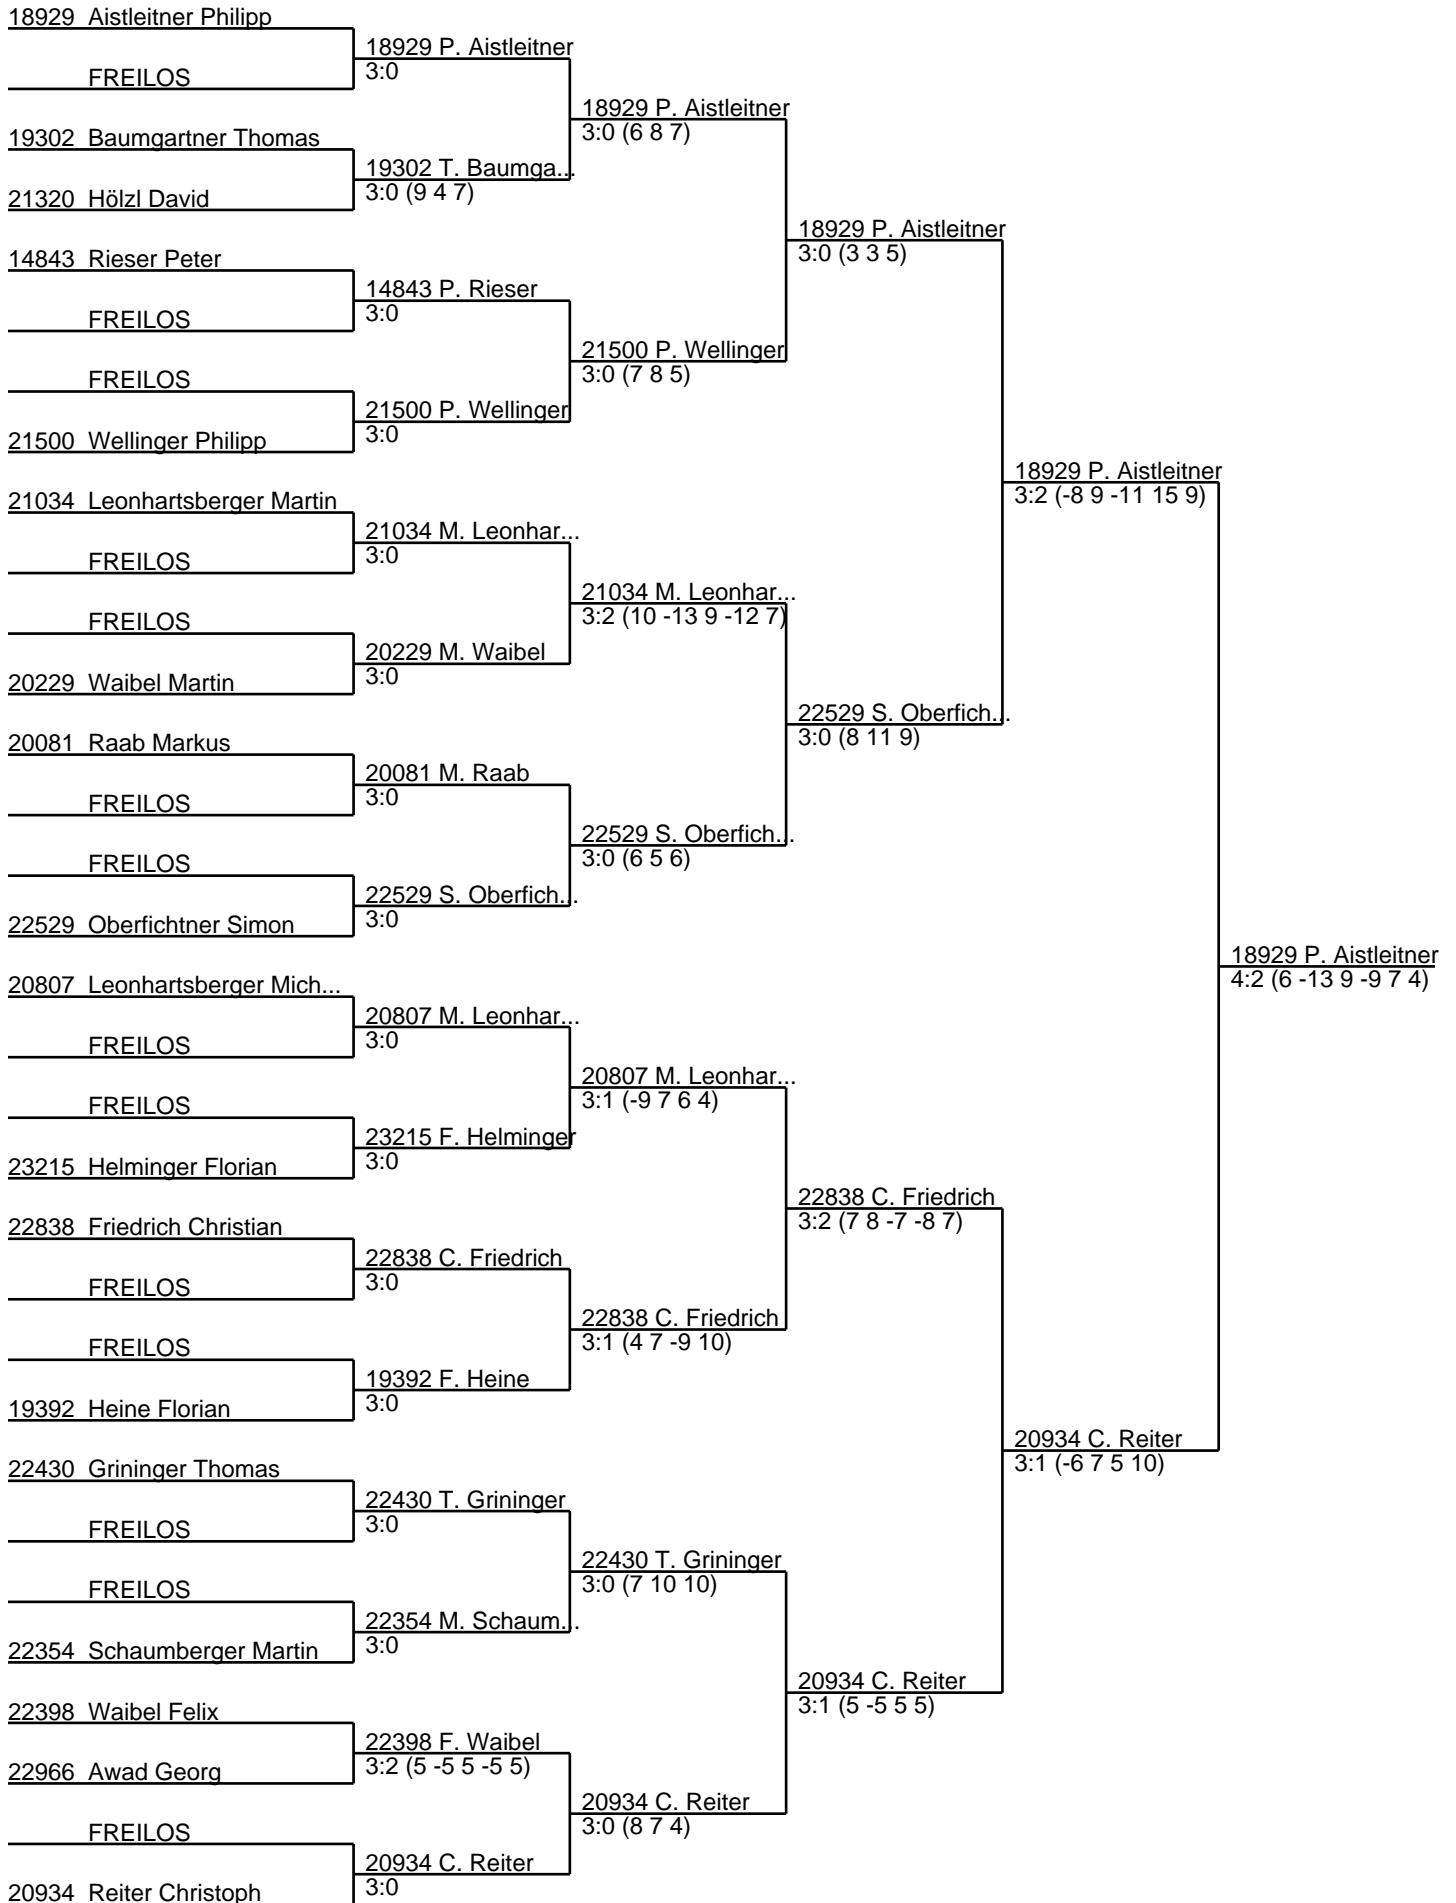 18929 Aistleitner Philipp
18929 P. Aistleitner
3:0
FREILOS
18929 P. Aistleitner
3:0 (6 8 7)
19302 Baumgartner Thomas
19302 T. Baumga...
3:0 (9 4 7)
21320 Hölzl David
18929 P. Aistleitner
3:0 (3 3 5)
14843 Rieser Peter
14843 P. Rieser
3:0
FREILOS
21500 P. Wellinger
3:0 (7 8 5)
FREILOS
21500 P. Wellinger
3:0
21500 Wellinger Philipp
18929 P. Aistleitner
3:2 (-8 9 -11 15 9)
21034 Leonhartsberger Martin
21034 M. Leonhar...
3:0
FREILOS
21034 M. Leonhar...
3:2 (10 -13 9 -12 7)
FREILOS
20229 M. Waibel
3:0
20229 Waibel Martin
22529 S. Oberfich...
3:0 (8 11 9)
20081 Raab Markus
20081 M. Raab
3:0
FREILOS
22529 S. Oberfich...
3:0 (6 5 6)
FREILOS
22529 S. Oberfich...
3:0
22529 Oberfichtner Simon
18929 P. Aistleitner
4:2 (6 -13 9 -9 7 4)
20807 Leonhartsberger Mich...
20807 M. Leonhar...
3:0
FREILOS
20807 M. Leonhar...
3:1 (-9 7 6 4)
FREILOS
23215 F. Helminger
3:0
23215 Helminger Florian
22838 C. Friedrich
3:2 (7 8 -7 -8 7)
22838 Friedrich Christian
22838 C. Friedrich
3:0
FREILOS
22838 C. Friedrich
3:1 (4 7 -9 10)
FREILOS
19392 F. Heine
3:0
19392 Heine Florian
20934 C. Reiter
3:1 (-6 7 5 10)
22430 Grininger Thomas
22430 T. Grininger
3:0
FREILOS
22430 T. Grininger
3:0 (7 10 10)
FREILOS
22354 M. Schaum...
3:0
22354 Schaumberger Martin
20934 C. Reiter
3:1 (5 -5 5 5)
22398 Waibel Felix
22398 F. Waibel
3:2 (5 -5 5 -5 5)
22966 Awad Georg
20934 C. Reiter
3:0 (8 7 4)
FREILOS
20934 C. Reiter
3:0
20934 Reiter Christoph